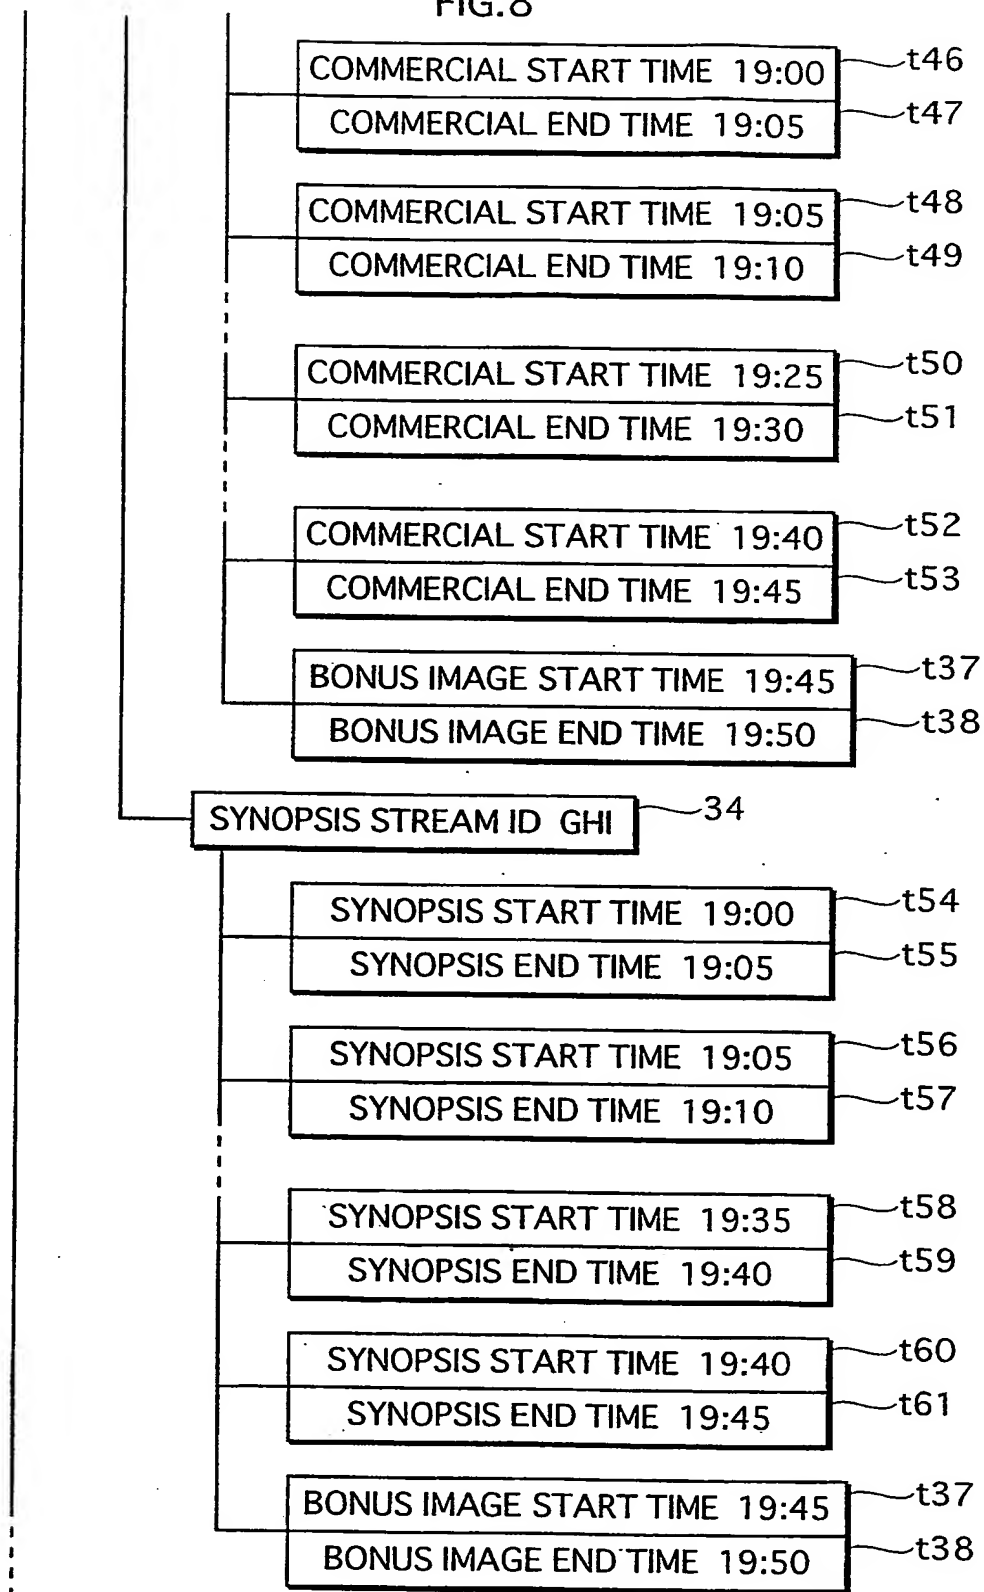 FIG.8
COMMERCIAL START TIME 19:00 t46
COMMERCIAL END TIME 19:05 t47
COMMERCIAL START TIME 19:05 t48
COMMERCIAL END TIME 19:10 t49
COMMERCIAL START TIME 19:25 t50
COMMERCIAL END TIME 19:30 t51
COMMERCIAL START TIME 19:40 t52
COMMERCIAL END TIME 19:45 t53
BONUS IMAGE START TIME 19:45 t37
BONUS IMAGE END TIME 19:50 t38
SYNOPSIS STREAM ID GHI 34
SYNOPSIS START TIME 19:00 t54
SYNOPSIS END TIME 19:05 t55
SYNOPSIS START TIME 19:05 t56
SYNOPSIS END TIME 19:10 t57
SYNOPSIS START TIME 19:35 t58
SYNOPSIS END TIME 19:40 t59
SYNOPSIS START TIME 19:40 t60
SYNOPSIS END TIME 19:45 t61
BONUS IMAGE START TIME 19:45 t37
BONUS IMAGE END TIME 19:50 t38